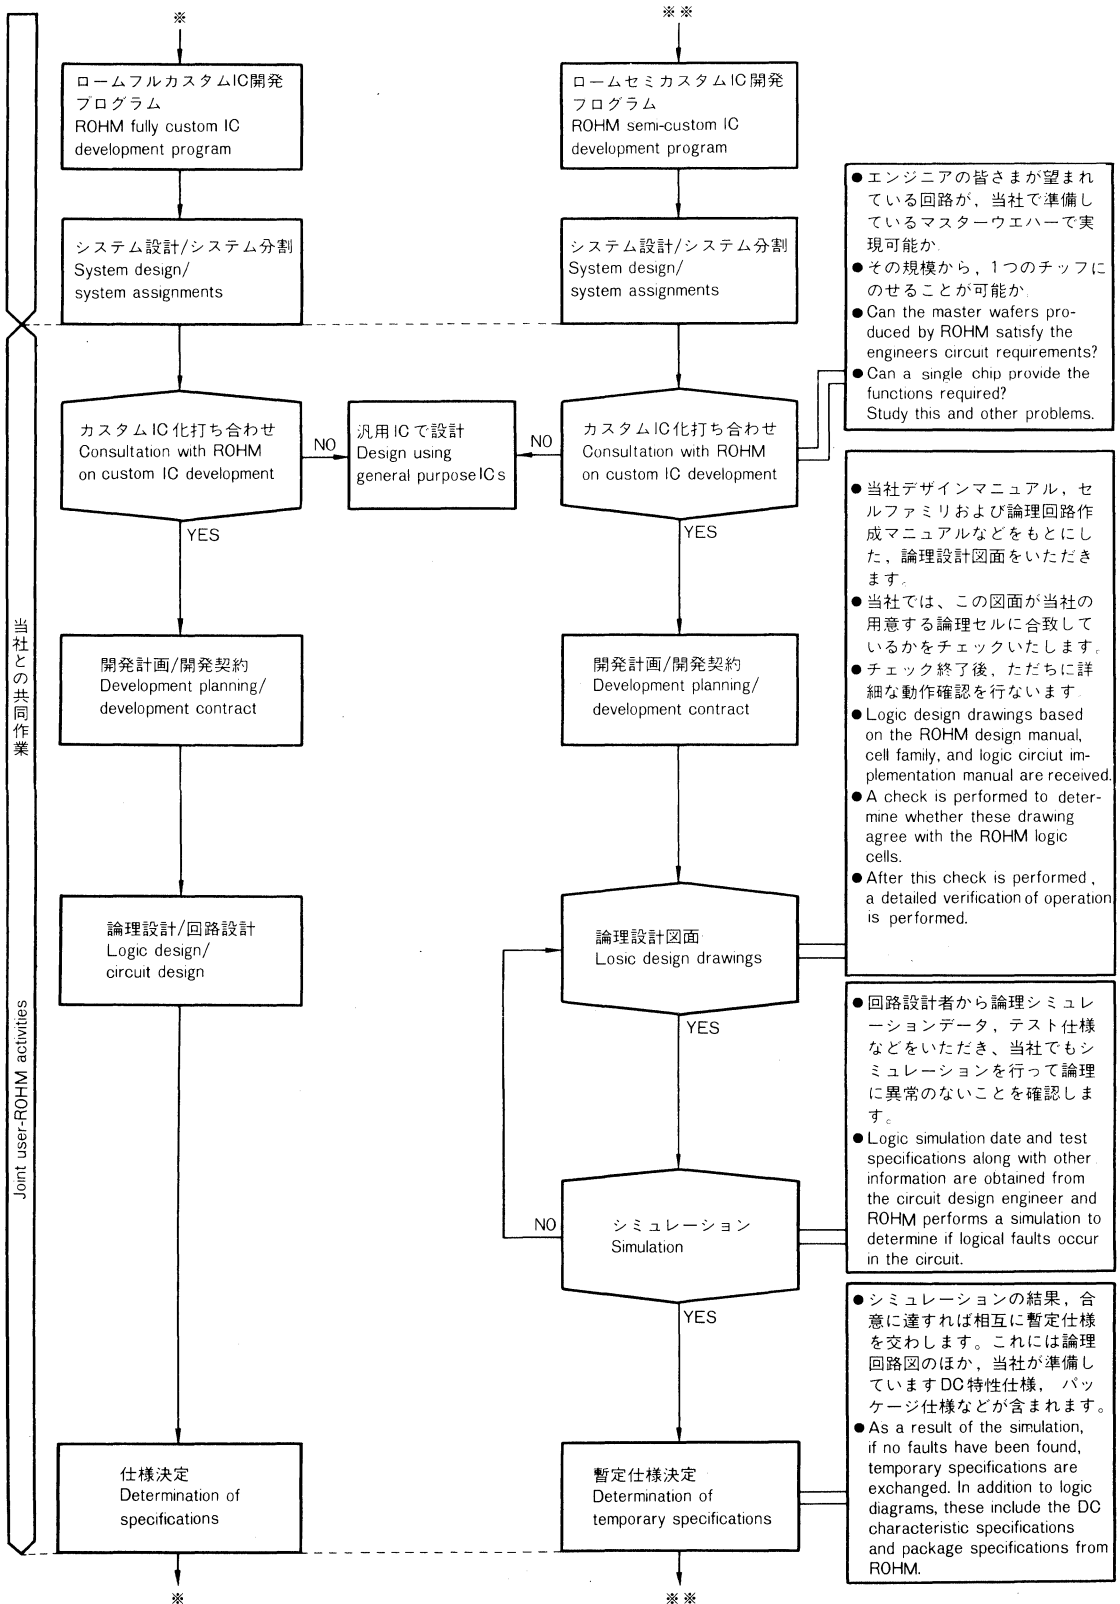 ※
ロームフルカスタムIC開発
プログラム
ROHM fully custom IC
development program
システム設計/システム分割
System design/
system assignments
カスタムIC化打ち合わせ
Consultation with ROHM
on custom IC development
NO
YES
汎用ICで設計
Design using
general purpose ICs
開発計画/開発契約
Development planning/
development contract
論理設計/回路設計
Logic design/
circuit design
仕様決定
Determination of
specifications
※
※※
ロームセミカスタムIC開発
フログラム
ROHM semi-custom IC
development program
システム設計/システム分割
System design/
system assignments
カスタムIC化打ち合わせ
Consultation with ROHM
on custom IC development
NO
YES
開発計画/開発契約
Development planning/
development contract
論理設計図面
Losic design drawings
YES
シミュレーション
Simulation
NO
YES
暫定仕様決定
Determination of
temporary specifications
※※
●エンジニアの皆さまが望まれ
ている回路が，当社で準備し
ているマスターウエハーで実
現可能か
●その規模から，1つのチッフに
のせることが可能か
●Can the master wafers pro-
duced by ROHM satisfy the
engineers circuit requirements?
●Can a single chip provide the
functions required?
Study this and other problems.
●当社デザインマニュアル，セ
ルファミリおよび論理回路作
成マニュアルなどをもとにし
た，論理設計図面をいただき
ます。
●当社では、この図面が当社の
用意する論理セルに合致して
いるかをチェックいたします。
●チェック終了後，ただちに詳
細な動作確認を行ないます
●Logic design drawings based
on the ROHM design manual,
cell family, and logic circiut im-
plementation manual are received.
●A check is performed to deter-
mine whether these drawing
agree with the ROHM logic
cells.
●After this check is performed,
a detailed verification of operation
is performed.
●回路設計者から論理シミュレ
ーションデータ，テスト仕様
などをいただき、当社でもシ
ミュレーションを行って論理
に異常のないことを確認しま
す。
●Logic simulation date and test
specifications along with other
information are obtained from
the circuit design engineer and
ROHM performs a simulation to
determine if logical faults occur
in the circuit.
●シミュレーションの結果，合
意に達すれば相互に暫定仕様
を交わします。これには論理
回路図のほか，当社が準備し
ていますDC特性仕様， パッ
ケージ仕様などが含まれます。
●As a result of the simulation,
if no faults have been found,
temporary specifications are
exchanged. In addition to logic
diagrams, these include the DC
characteristic specifications
and package specifications from
ROHM.
当社との共同作業
Joint user-ROHM activities